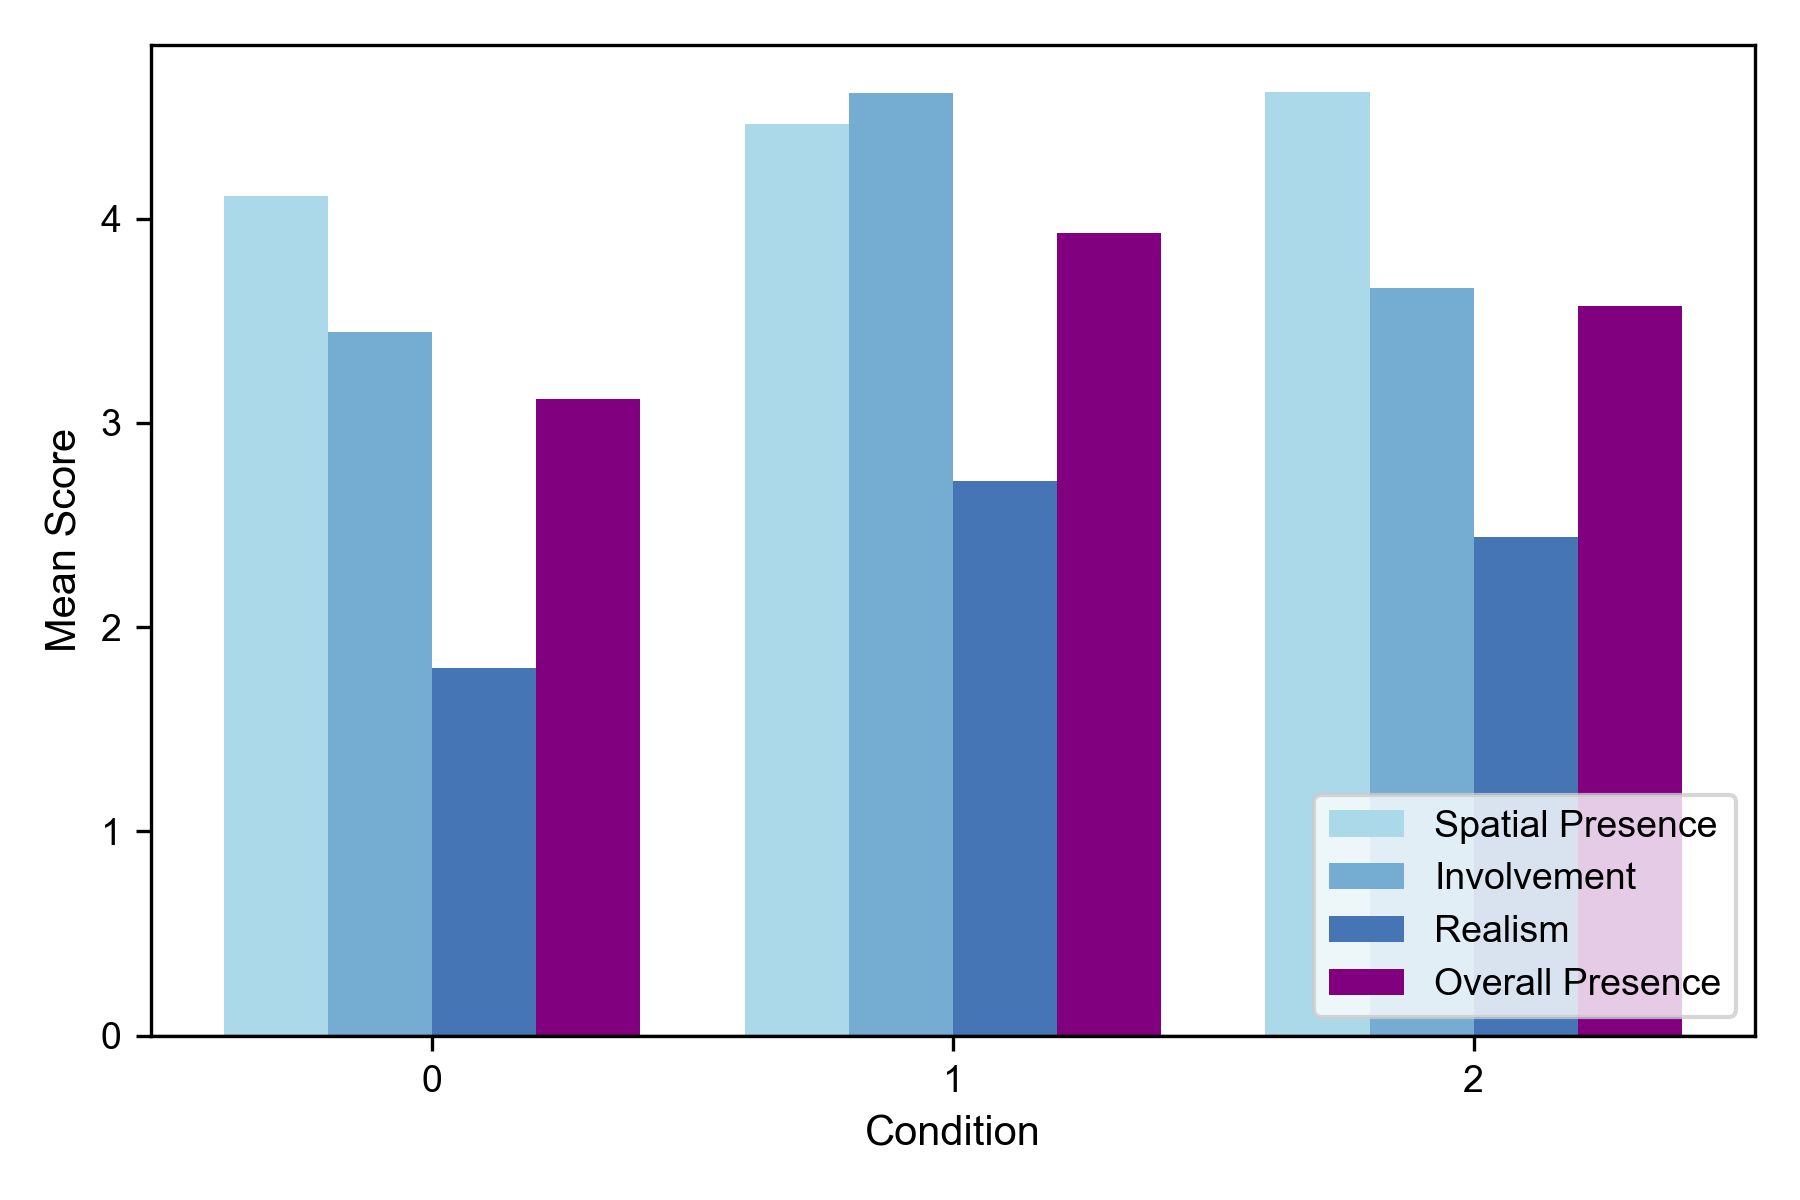 Mean Score
4
3
2
1
0
0 1 2
Condition
Spatial Presence
Involvement
Realism
Overall Presence